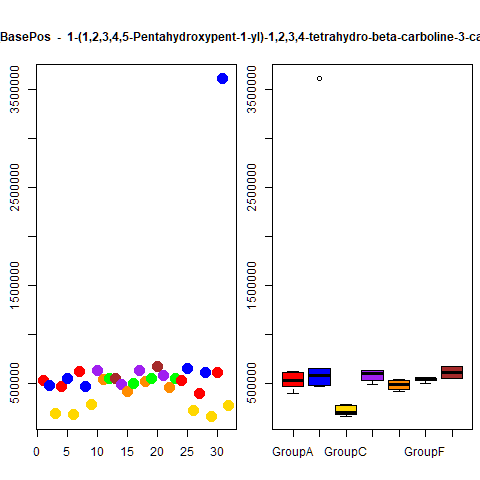 BasePos - 1-(1,2,3,4,5-Pentahydroxypent-1-yl)-1,2,3,4-tetrahydro-beta-carboline-3-ca
3500000
2500000
1500000
500000
0 5 10 15 20 25 30
3500000
2500000
1500000
500000
GroupA GroupC GroupF